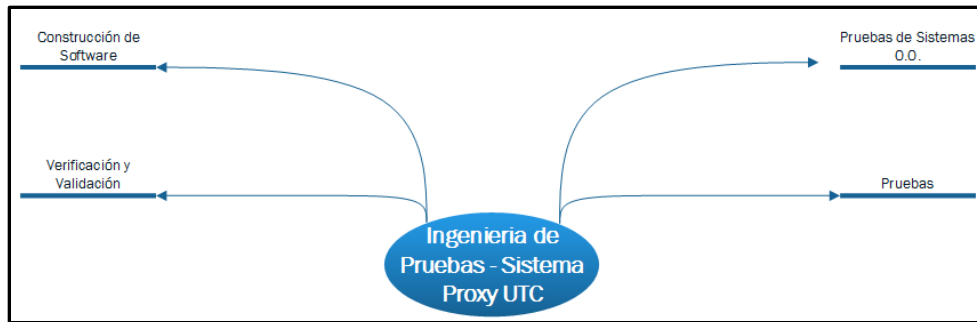 Construcción de
Software
Pruebas de Sistemas
O.O.
Verificación y
Validación
Pruebas
Ingenieria de
Pruebas - Sistema
Proxy UTC